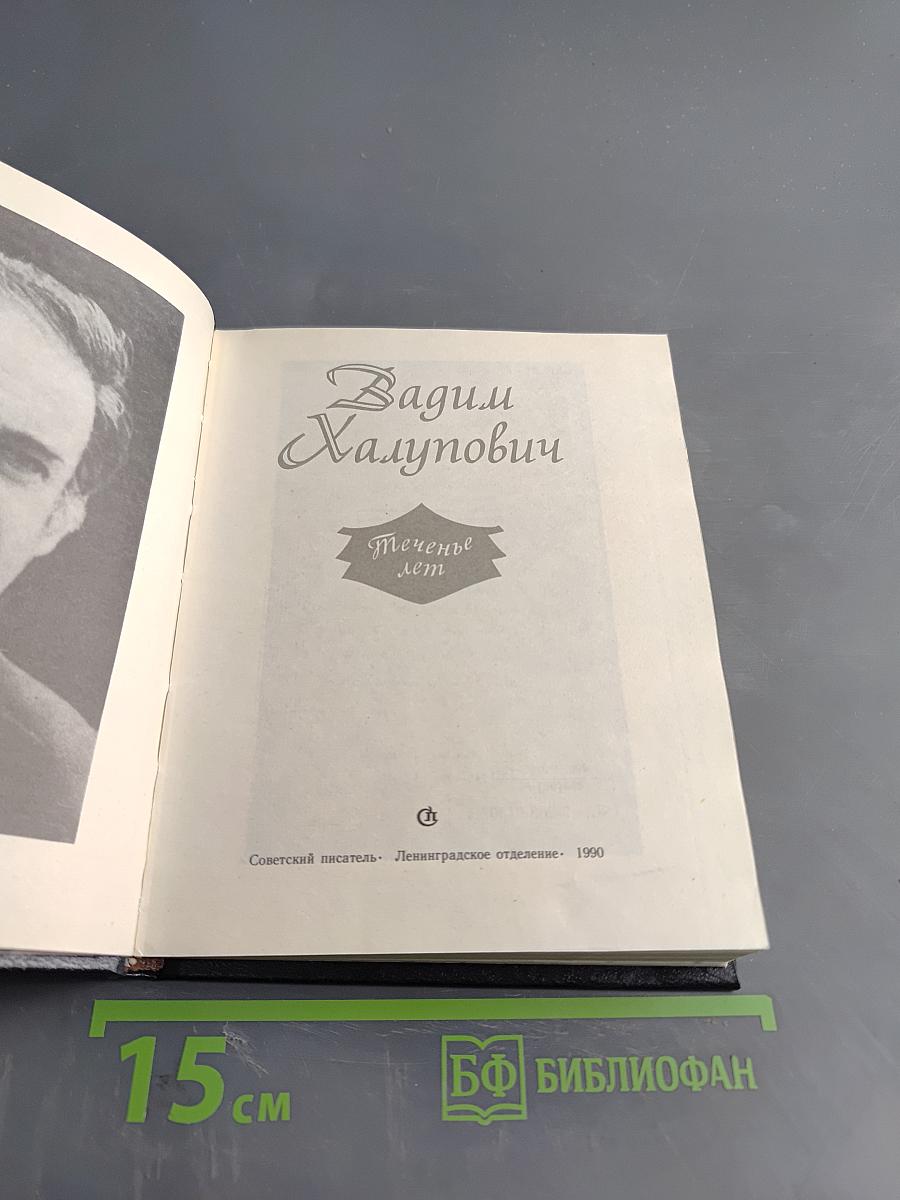 Вадим
Халупович
Теченье
лет
СП
Советский писатель· Ленинградское отделение· 1990
15 см
БФ БИБЛИОФАН